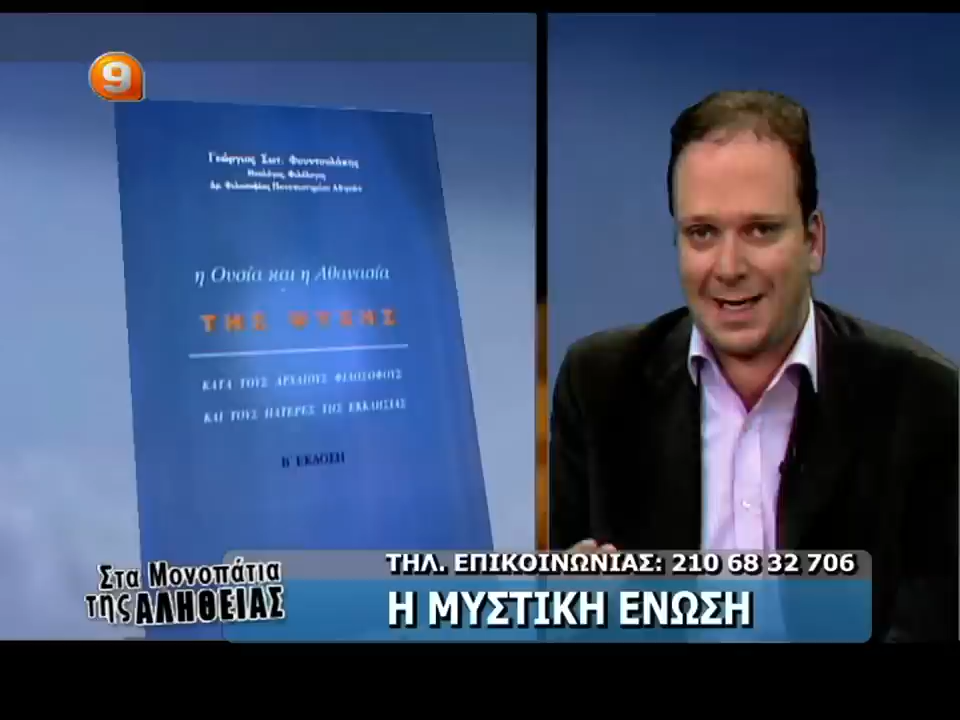 9
Γεώργιος Σωτ. Φουντουλάκης
Θεολόγος, Φιλόλογος
Δρ. Φιλοσοφίας Πανεπιστημίου Αθηνών
η Ουσία και η Αθανασία
ΤΗΣ ΨΥΧΗΣ
ΚΑΤΑ ΤΟΥΣ ΑΡΧΑΙΟΥΣ ΦΙΛΟΣΟΦΟΥΣ
ΚΑΙ ΤΟΥΣ ΠΑΤΕΡΕΣ ΤΗΣ ΕΚΚΛΗΣΙΑΣ
Β΄ ΕΚΔΟΣΗ
Στα Μονοπάτια
της ΑΛΗΘΕΙΑΣ
ΤΗΛ. ΕΠΙΚΟΙΝΩΝΙΑΣ: 210 68 32 706
Η ΜΥΣΤΙΚΗ ΕΝΩΣΗ